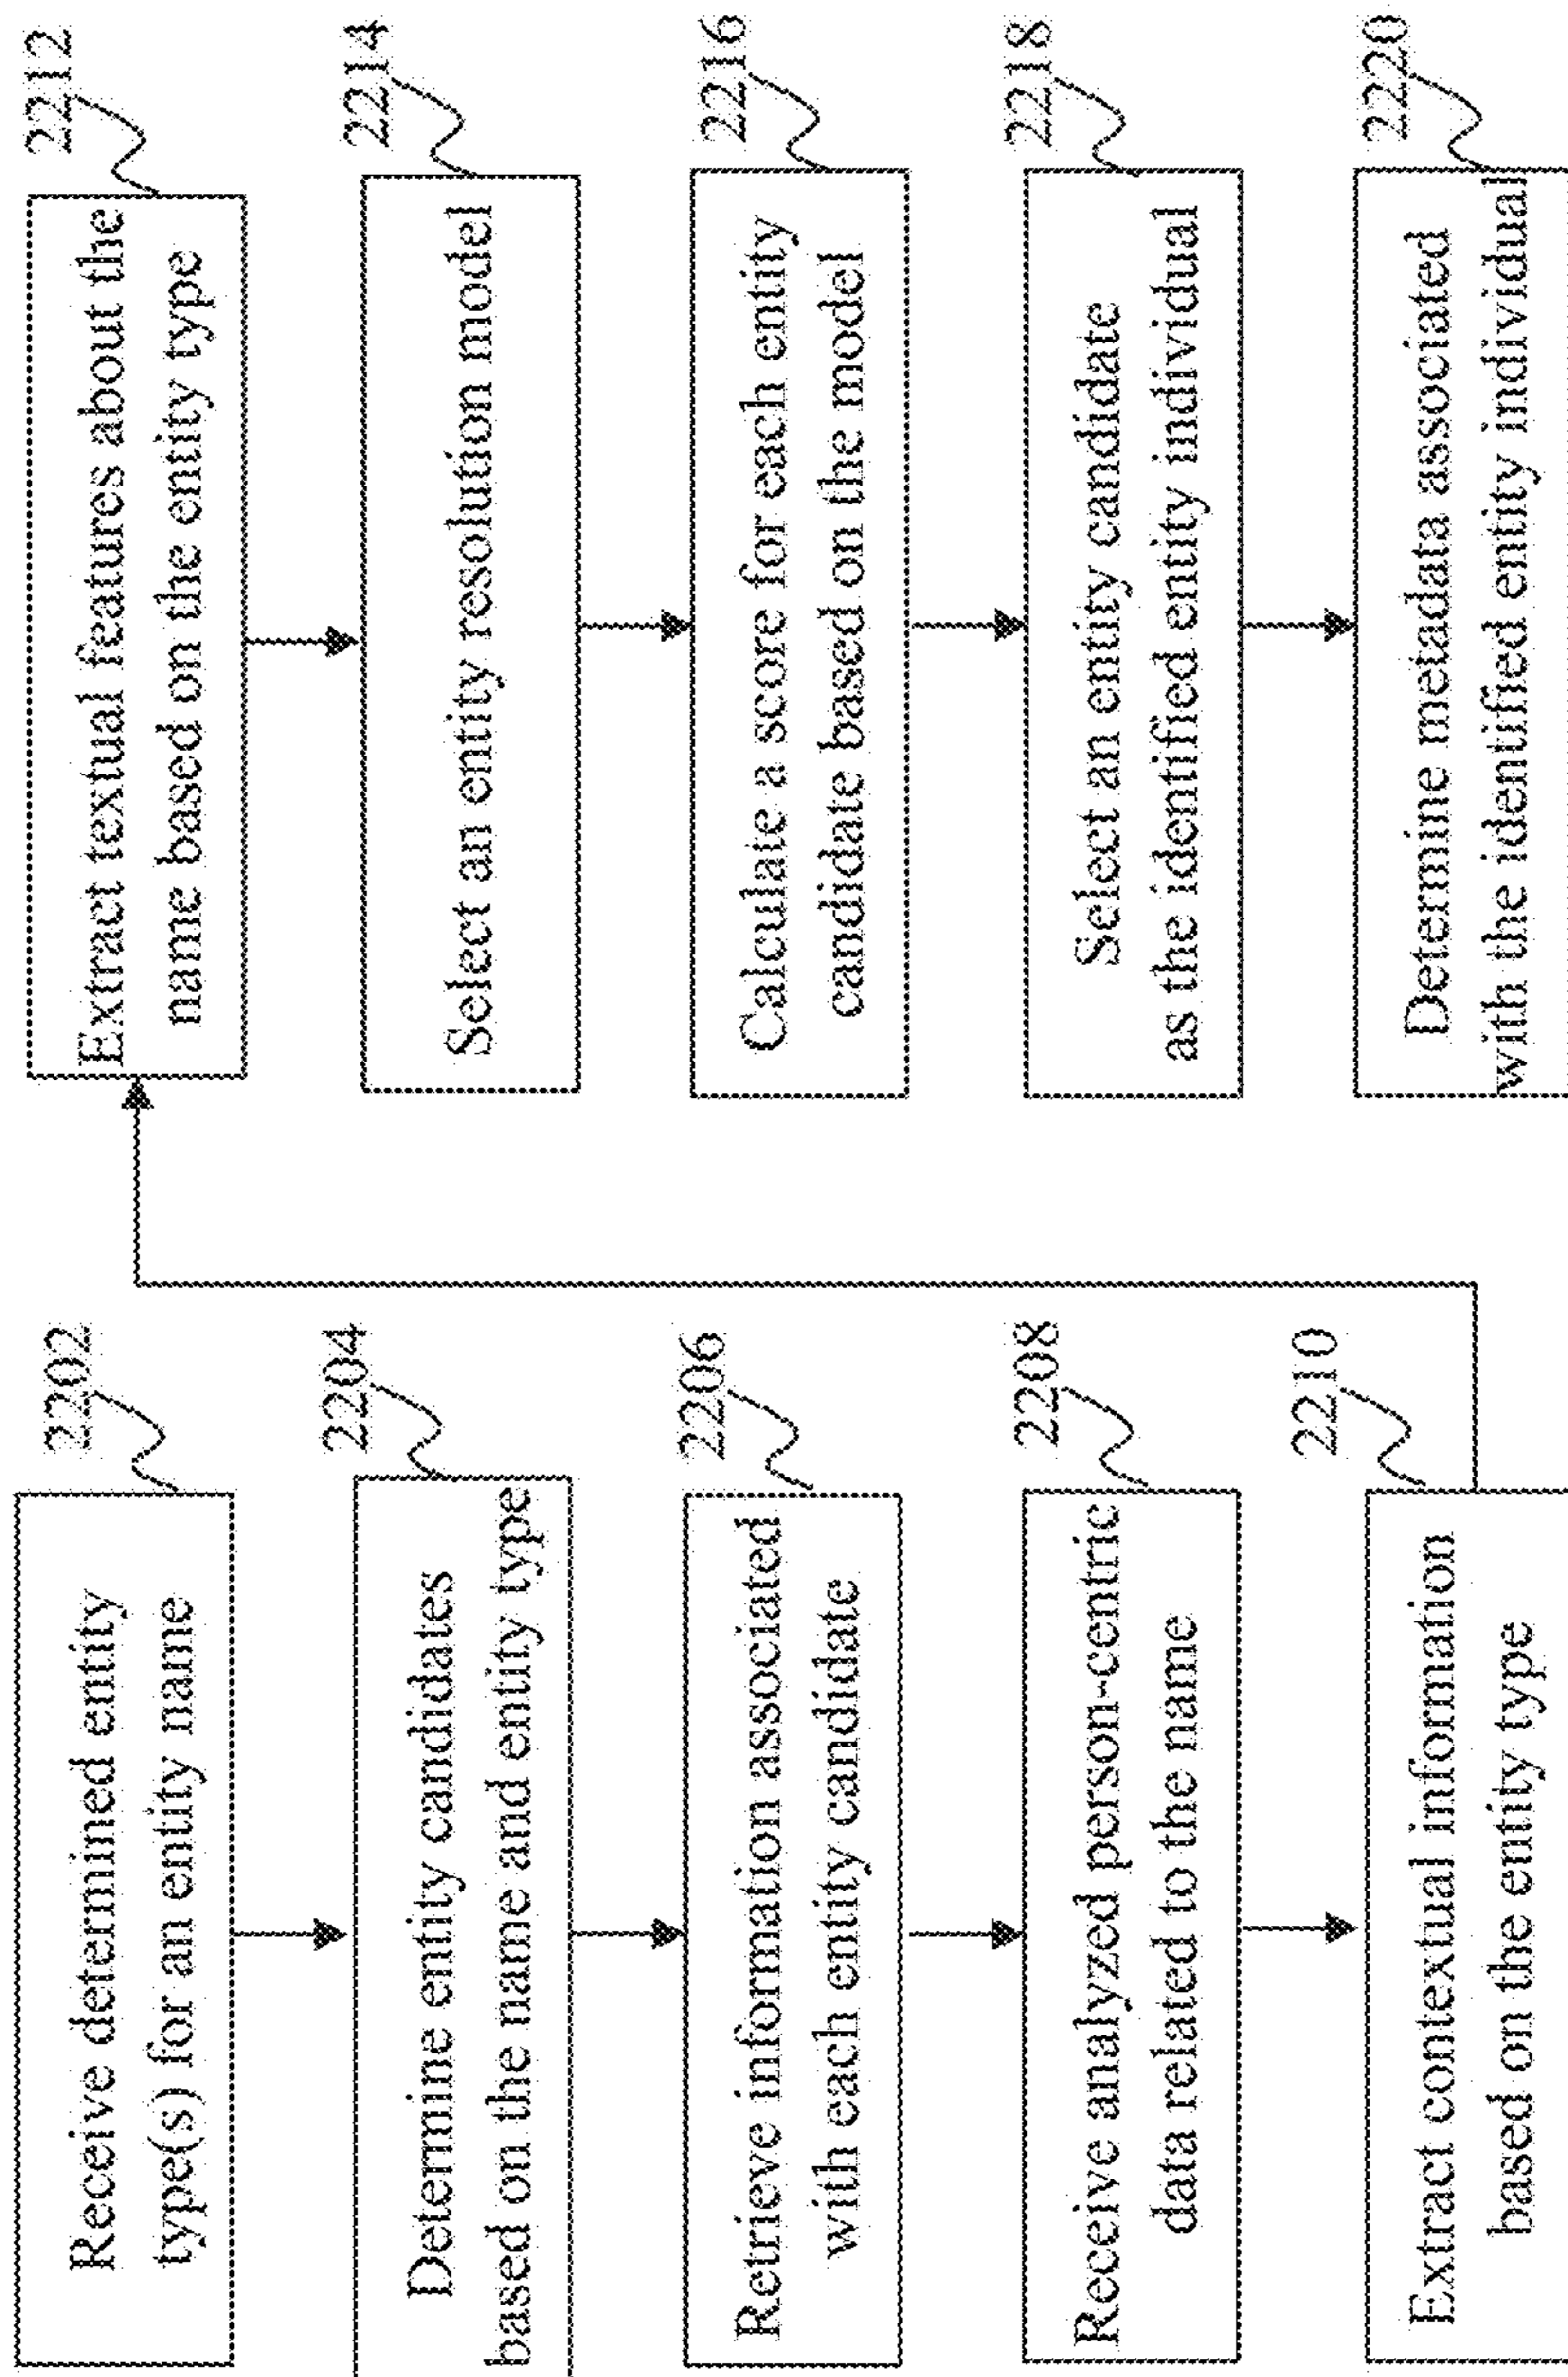 2202
Receive determined entity
type(s) for an entity name
2204
Determine entity candidates
based on the name and entity type
2206
Retrieve information associated
with each entity candidate
2208
Receive analyzed person-centric
data related to the name
2210
Extract contextual information
based on the entity type
2212
Extract textual features about the
name based on the entity type
2214
Select an entity resolution model
2216
Calculate a score for each entity
candidate based on the model
2218
Select an entity candidate
as the identified entity individual
2220
Determine metadata associated
with the identified entity individual